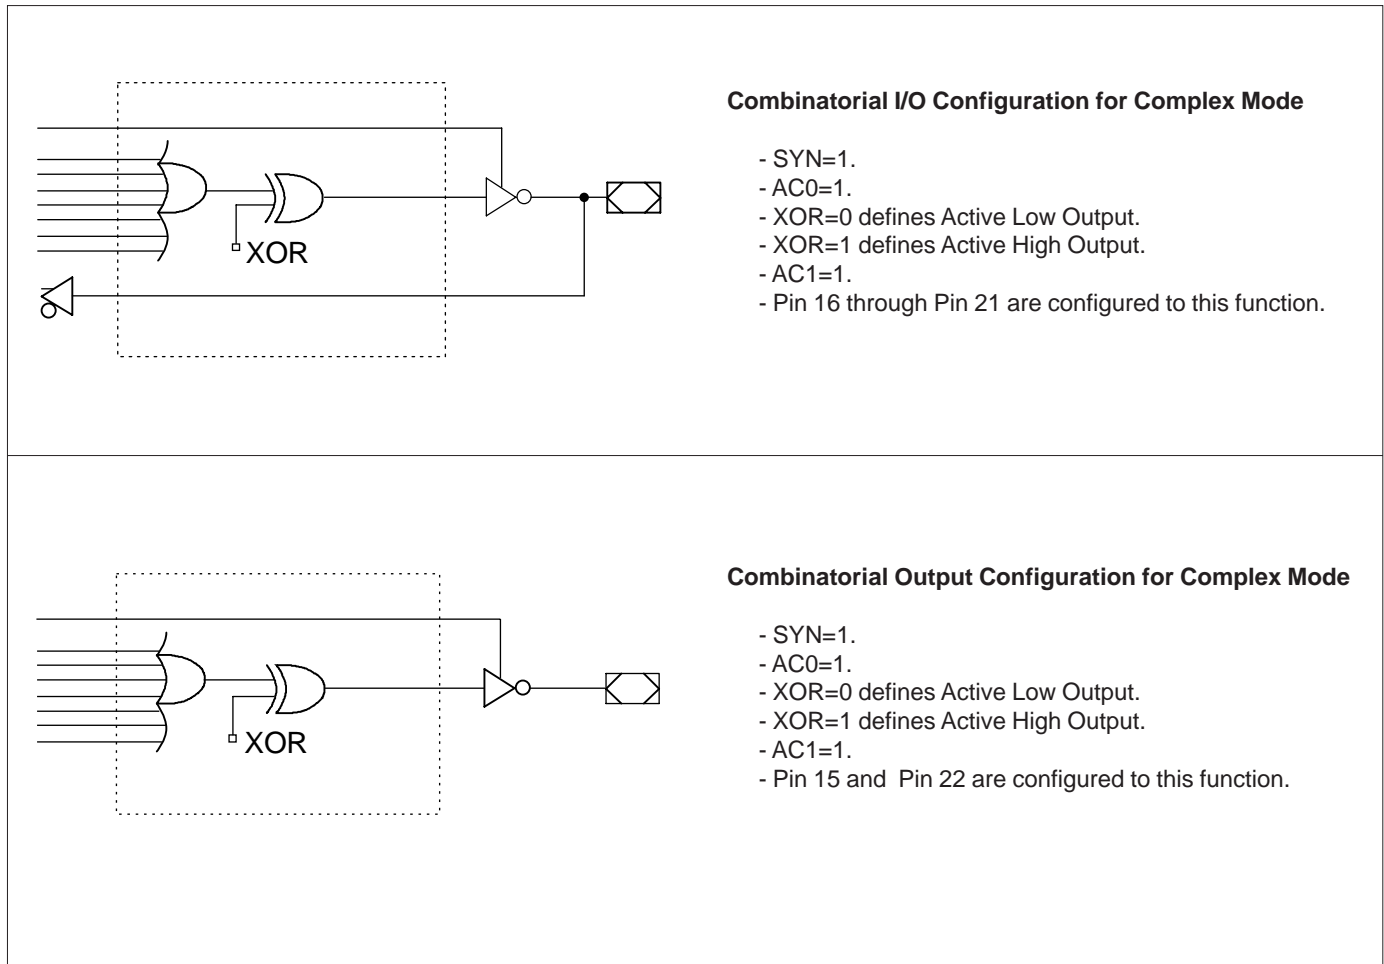 Combinatorial I/O Configuration for Complex Mode
- SYN=1.
- AC0=1.
- XOR=0 defines Active Low Output.
- XOR=1 defines Active High Output.
- AC1=1.
- Pin 16 through Pin 21 are configured to this function.
XOR
Combinatorial Output Configuration for Complex Mode
- SYN=1.
- AC0=1.
- XOR=0 defines Active Low Output.
- XOR=1 defines Active High Output.
- AC1=1.
- Pin 15 and  Pin 22 are configured to this function.
XOR